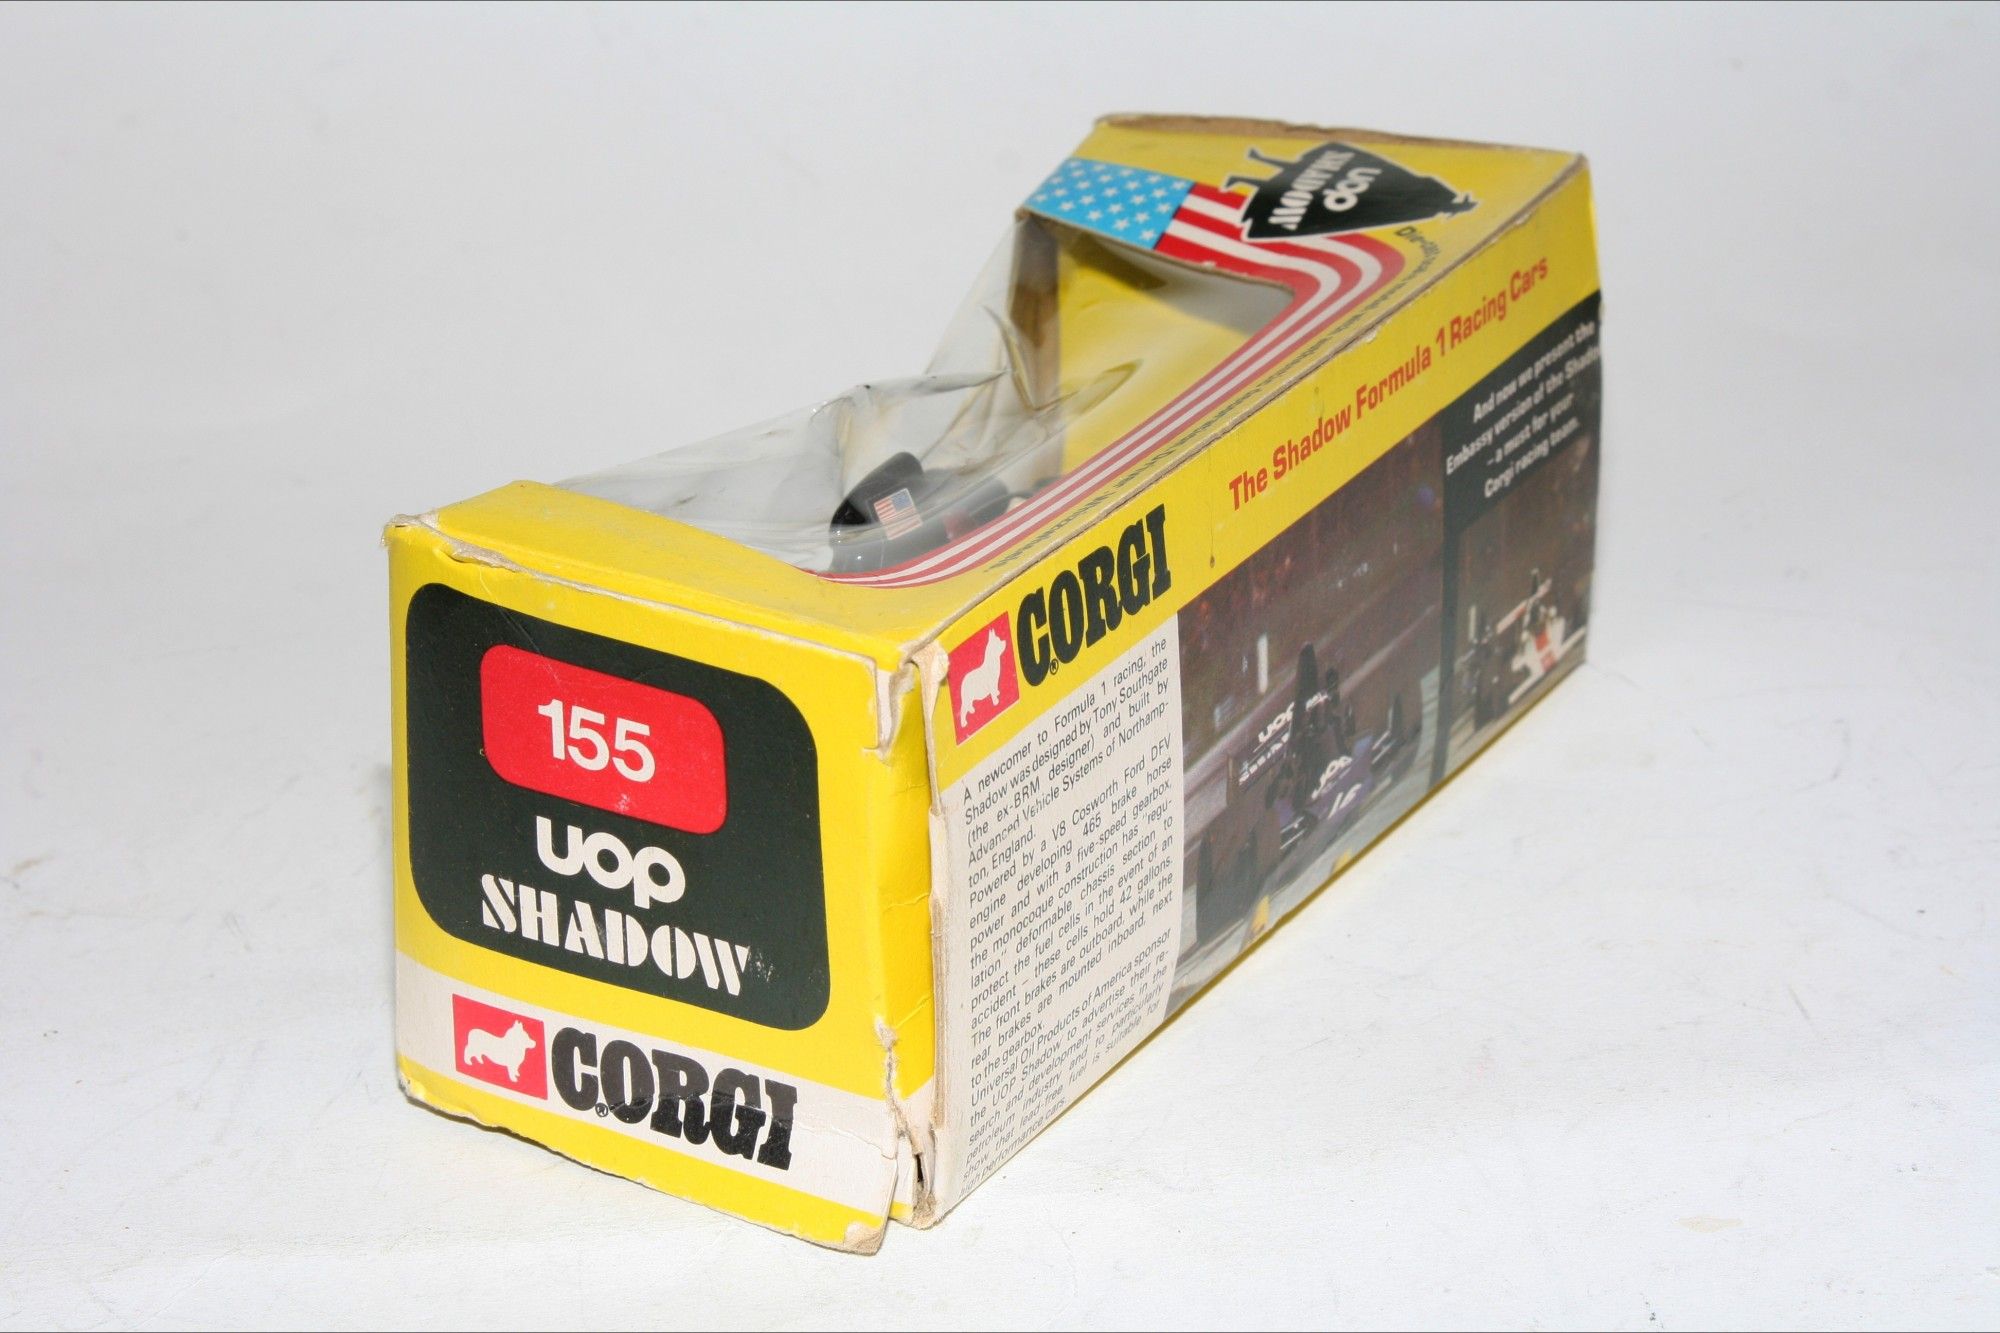 155
uop
SHADOW
CORGI
®
uop
SHADOW
The Shadow Formula 1 Racing Cars
CORGI
®
And now we present the
Embassy version of the Shadow
– a must for your
Corgi racing team.
A newcomer to Formula 1 racing, the
Shadow was designed by Tony Southgate
(the ex-BRM designer) and built by
Advanced Vehicle Systems of Northamp-
ton, England.
Powered by a V8 Cosworth Ford DFV
engine developing 465 brake horse
power and with a five-speed gearbox,
the monocoque construction has "regu-
lation" deformable chassis section to
protect the fuel cells in the event of an
accident – these cells hold 42 gallons.
The front brakes are outboard, while the
rear brakes are mounted inboard, next
to the gearbox.
Universal Oil Products of America sponsor
the UOP Shadow to advertise their re-
search and development services in the
petroleum industry and to particularly
show that lead-free fuel is suitable for
high performance cars.
uop
uop
16